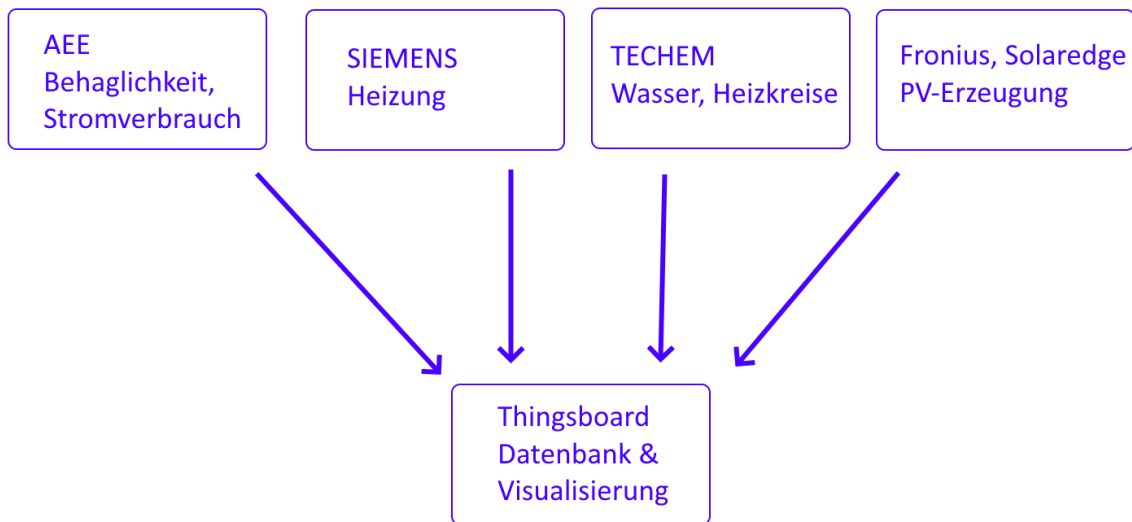 AEE
Behaglichkeit,
Stromverbrauch
SIEMENS
Heizung
TECHEM
Wasser, Heizkreise
Fronius, Solaredge
PV-Erzeugung
Thingsboard
Datenbank &
Visualisierung